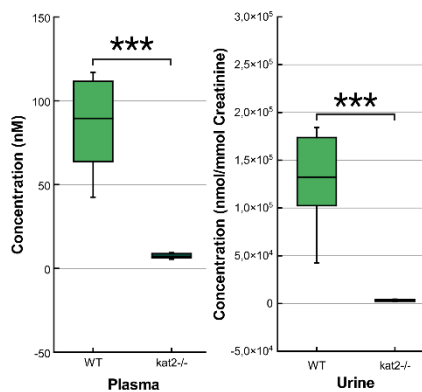 Concentration (nM)
150
100
50
0
-50
***
WT
kat2-/-
Plasma
Concentration (nmol/mmol Creatinine)
3,0×10⁵
2,5×10⁵
2,0×10⁵
1,5×10⁵
1,0×10⁵
5,0×10⁴
0
-5,0×10⁴
***
WT
kat2-/-
Urine